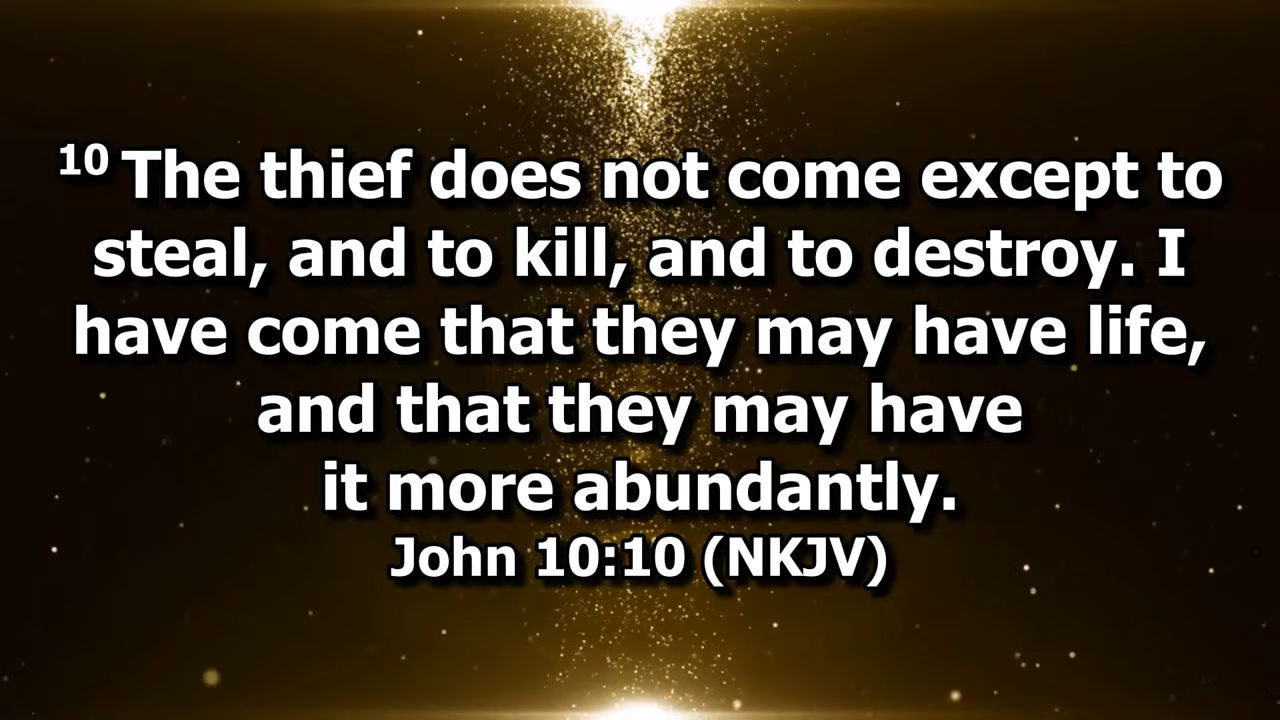 10 The thief does not come except to
steal, and to kill, and to destroy. I
have come that they may have life,
and that they may have
it more abundantly.
John 10:10 (NKJV)